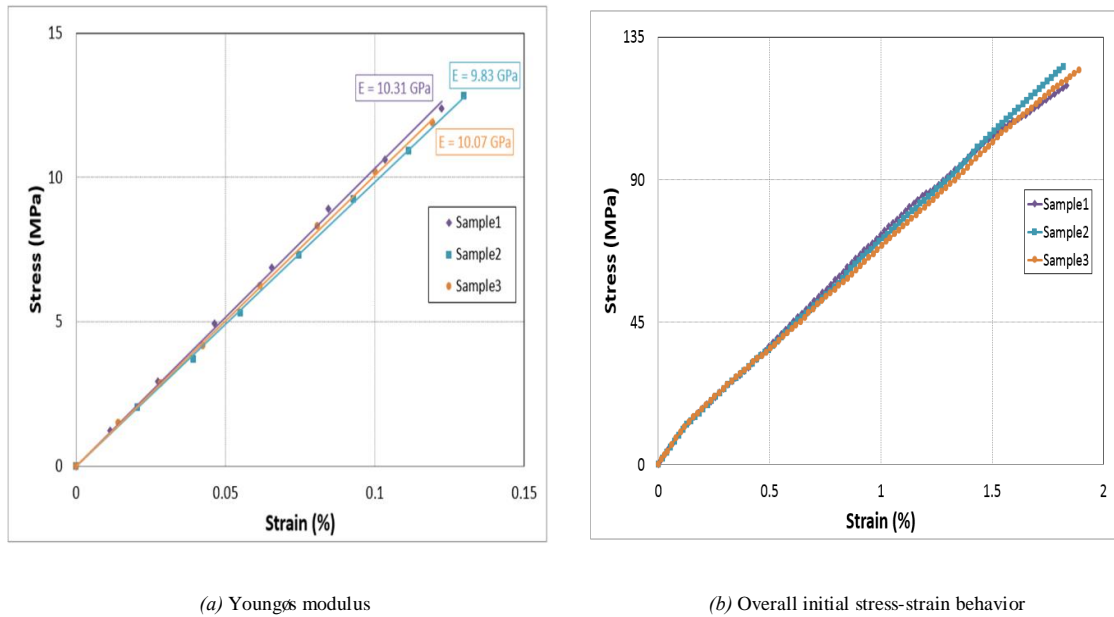 15
10
5
0
0
0.05
0.1
0.15
Stress (MPa)
Strain (%)
E = 10.31 GPa
E = 9.83 GPa
E = 10.07 GPa
Sample1
Sample2
Sample3
(a) Youngøs modulus
135
90
45
0
0
0.5
1
1.5
2
Stress (MPa)
Strain (%)
Sample1
Sample2
Sample3
(b) Overall initial stress-strain behavior